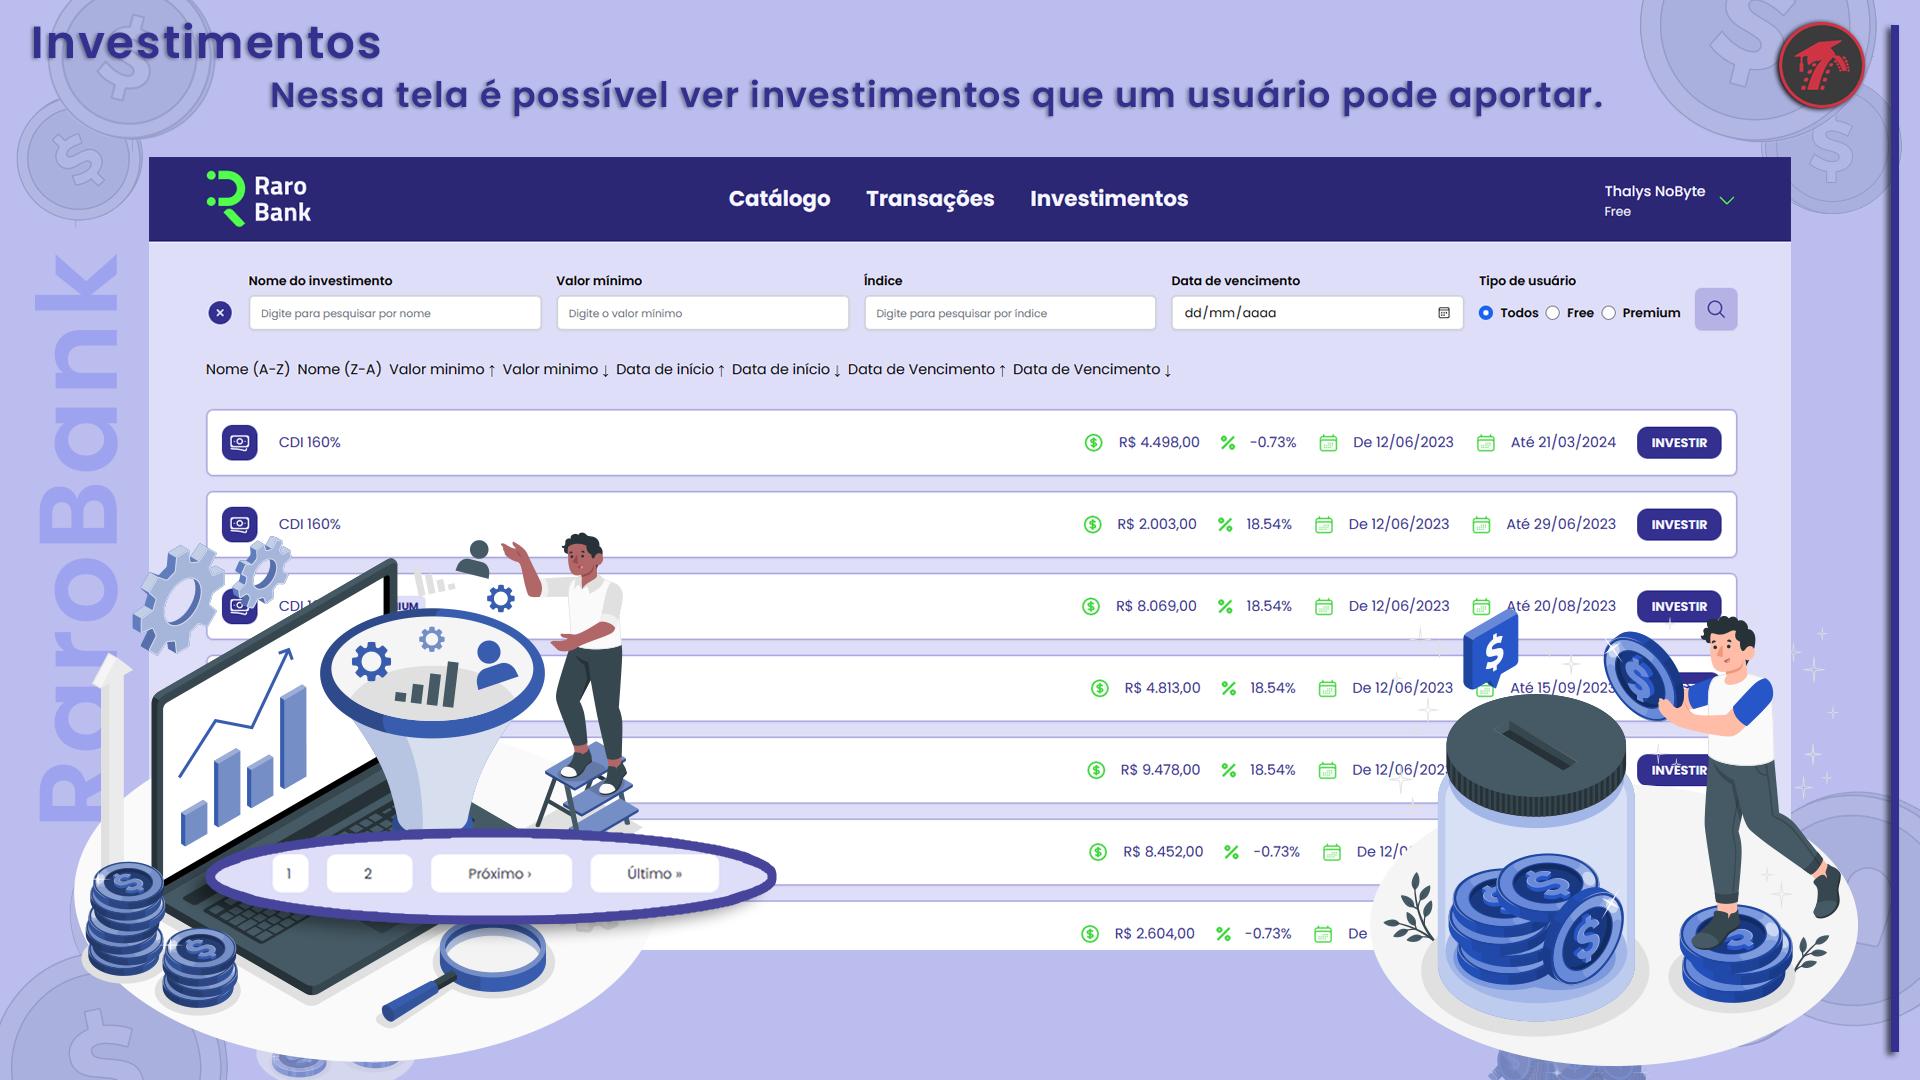 Investimentos
Nessa tela é possível ver investimentos que um usuário pode aportar.
RaroBank
Raro
Bank
Catálogo Transações Investimentos
Thalys NoByte
Free
Nome do investimento Valor mínimo Índice Data de vencimento Tipo de usuário
Digite para pesquisar por nome Digite o valor mínimo Digite para pesquisar por índice dd/mm/aaaa Todos Free Premium
Nome (A-Z) Nome (Z-A) Valor minimo ↑ Valor minimo ↓ Data de início ↑ Data de início ↓ Data de Vencimento ↑ Data de Vencimento ↓
CDI 160% R$ 4.498,00 -0.73% De 12/06/2023 Até 21/03/2024 INVESTIR
CDI 160% R$ 2.003,00 18.54% De 12/06/2023 Até 29/06/2023 INVESTIR
CDI R$ 8.069,00 18.54% De 12/06/2023 Até 20/08/2023 INVESTIR
R$ 4.813,00 18.54% De 12/06/2023 Até 15/09/2023
R$ 9.478,00 18.54% De 12/06/202 INVESTIR
R$ 8.452,00 -0.73% De 12/0
1 2 Próximo › Último »
R$ 2.604,00 -0.73% De